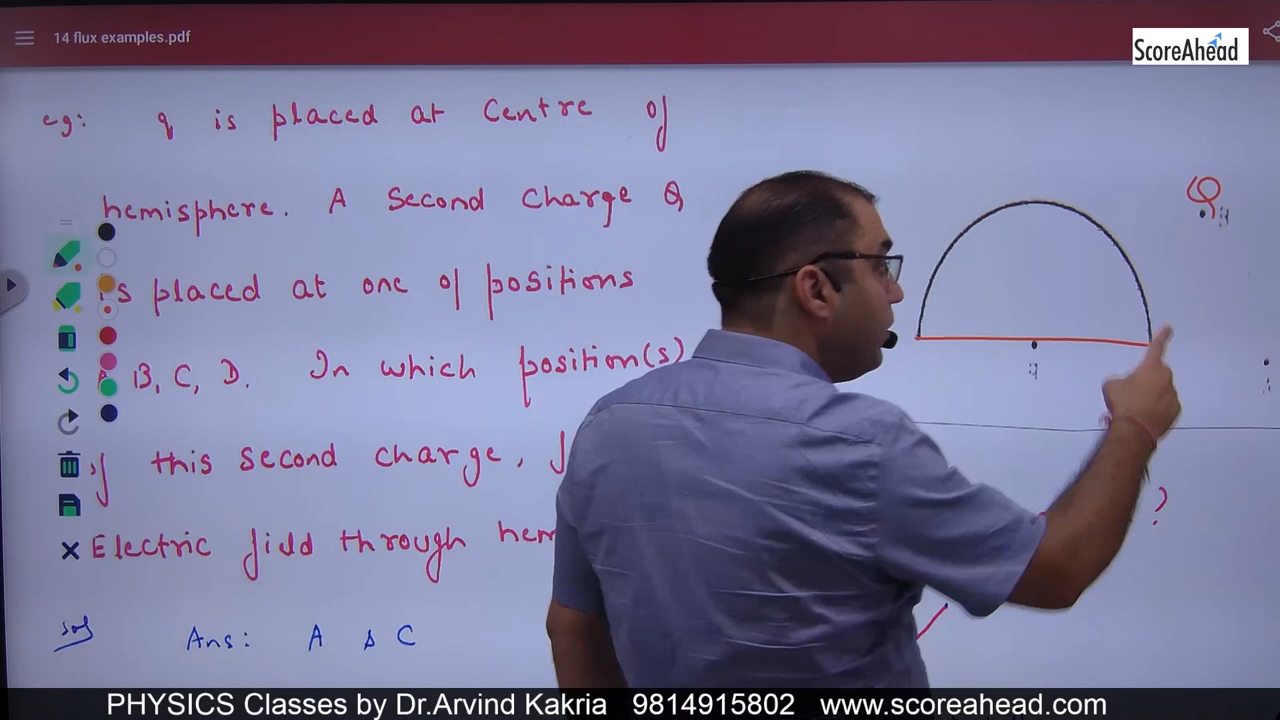 14 flux examples.pdf
ScoreAhead
eg: q is placed at Centre of
hemisphere. A Second Charge Q
is placed at one of positions
B, C, D. In which position(s)
of this second charge,
Electric field through
?
Sol Ans: A & C
Q
q
PHYSICS Classes by Dr.Arvind Kakria 9814915802 www.scoreahead.com